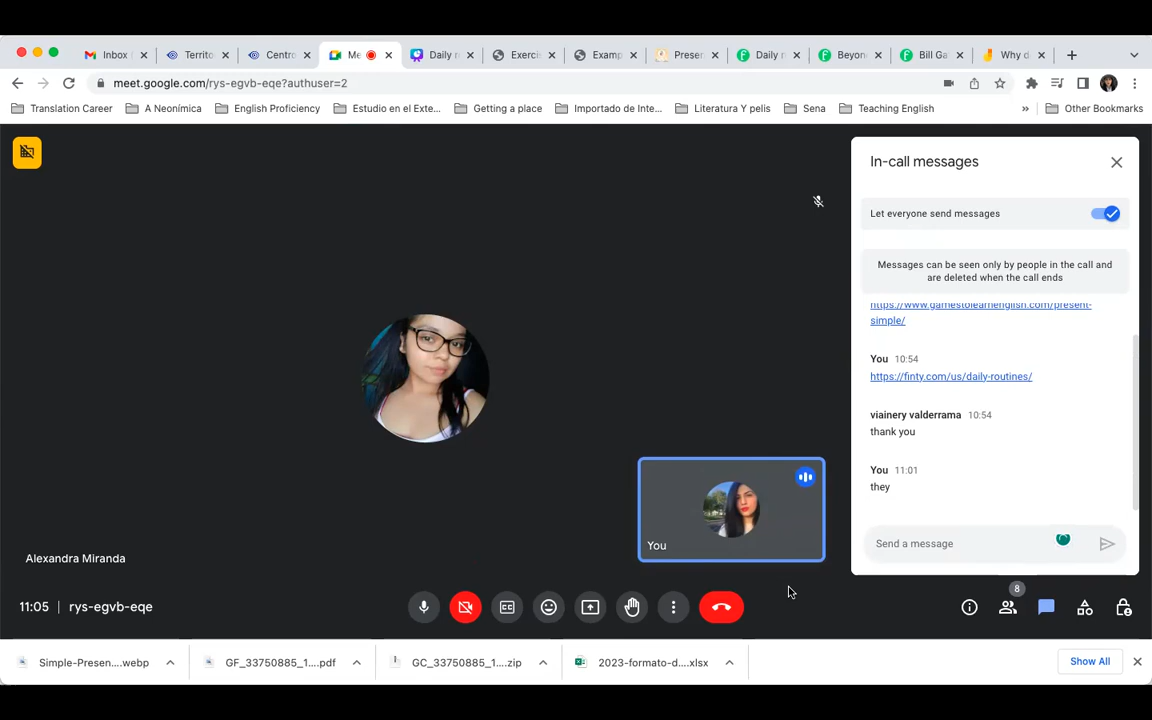 Inbox
Territo
Centro
Me
Daily r
Exerci
Examp
Presen
Daily r
Beyon
Bill Ga
Why d
meet.google.com/rys-egvb-eqe?authuser=2
Translation Career
A Neonímica
English Proficiency
Estudio en el Exte...
Getting a place
Importado de Inte...
Literatura Y pelis
Sena
Teaching English
»
Other Bookmarks
In-call messages
Let everyone send messages
Messages can be seen only by people in the call and
are deleted when the call ends
https://www.gamestolearnenglish.com/present-
simple/
You 10:54
https://finty.com/us/daily-routines/
viainery valderrama 10:54
thank you
You 11:01
they
Send a message
You
Alexandra Miranda
11:05 | rys-egvb-eqe
8
Simple-Presen....webp
GF_33750885_1....pdf
GC_33750885_1....zip
2023-formato-d....xlsx
Show All